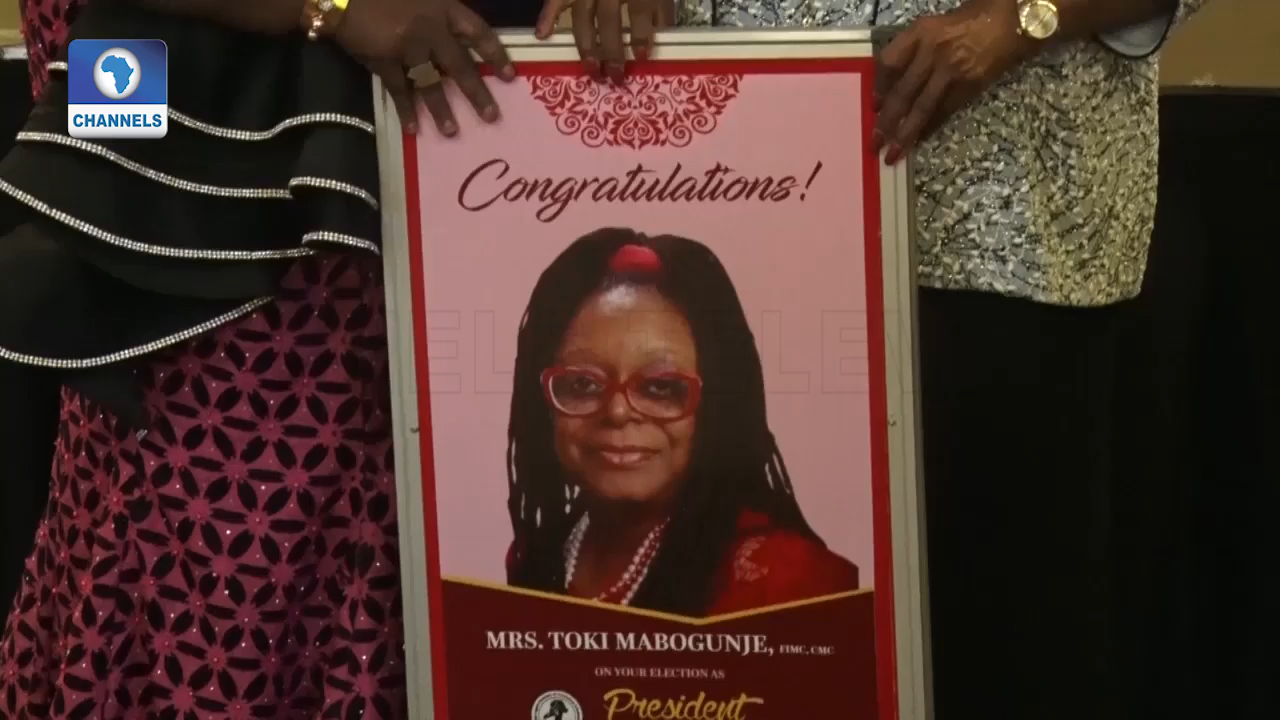 CHANNELS
Congratulations!
MRS. TOKI MABOGUNJE, FIMC, CMC
ON YOUR ELECTION AS
President